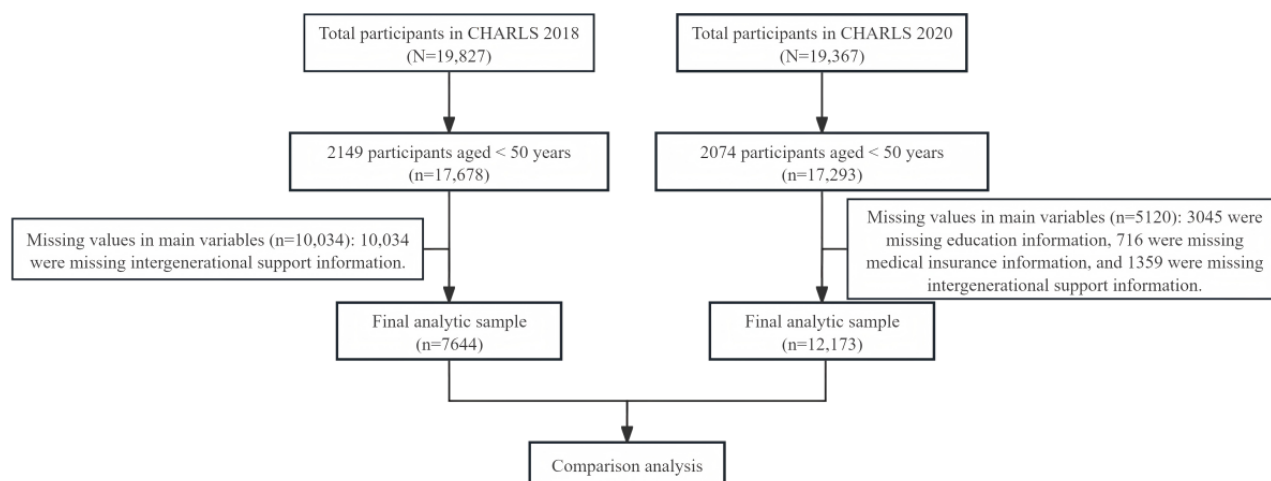 Total participants in CHARLS 2018
(N=19,827)
Total participants in CHARLS 2020
(N=19,367)
2149 participants aged < 50 years
(n=17,678)
2074 participants aged < 50 years
(n=17,293)
Missing values in main variables (n=10,034): 10,034
were missing intergenerational support information.
Missing values in main variables (n=5120): 3045 were
missing education information, 716 were missing
medical insurance information, and 1359 were missing
intergenerational support information.
Final analytic sample
(n=7644)
Final analytic sample
(n=12,173)
Comparison analysis